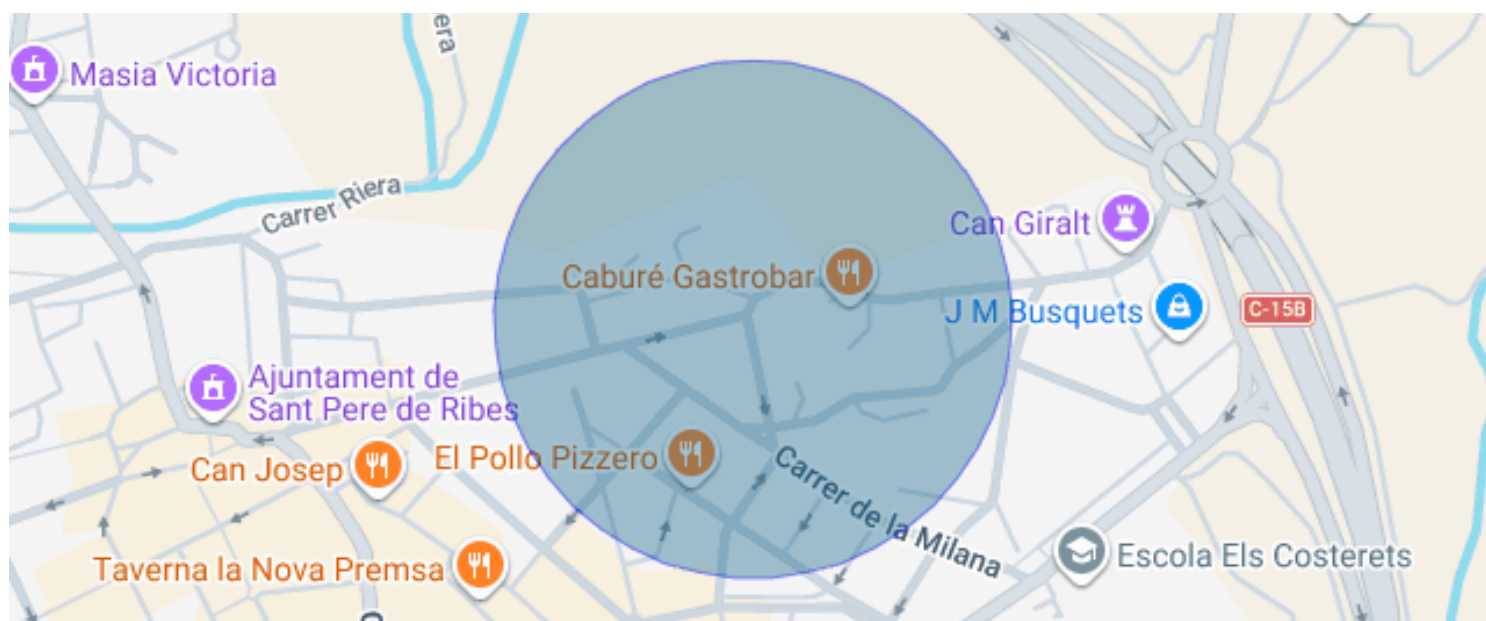 Masia Victoria
Carrer Riera
Can Giralt
Caburé Gastrobar
J M Busquets
C-15B
Ajuntament de
Sant Pere de Ribes
El Pollo Pizzero
Can Josep
Carrer de la Milana
Escola Els Costerets
Taverna la Nova Premsa